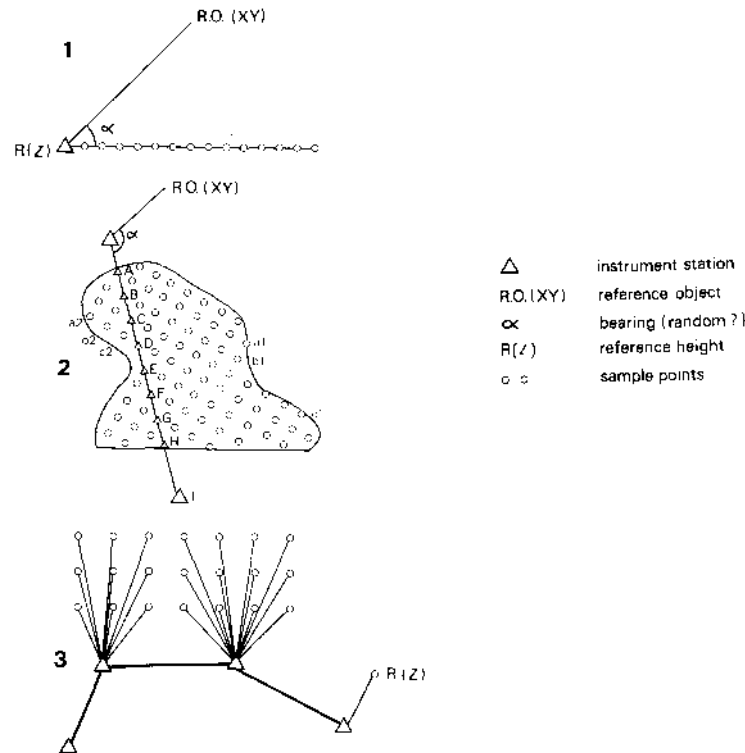 R.O. (XY)
1
α
R(Z)
R.O. (XY)
α
A
B
a2
C
b2
D
a1
c2
b1
2
E
F
G
H
I
△ instrument station
R.O. (XY) reference object
α bearing (random?)
R(Z) reference height
○ ○ sample points
3
R(Z)